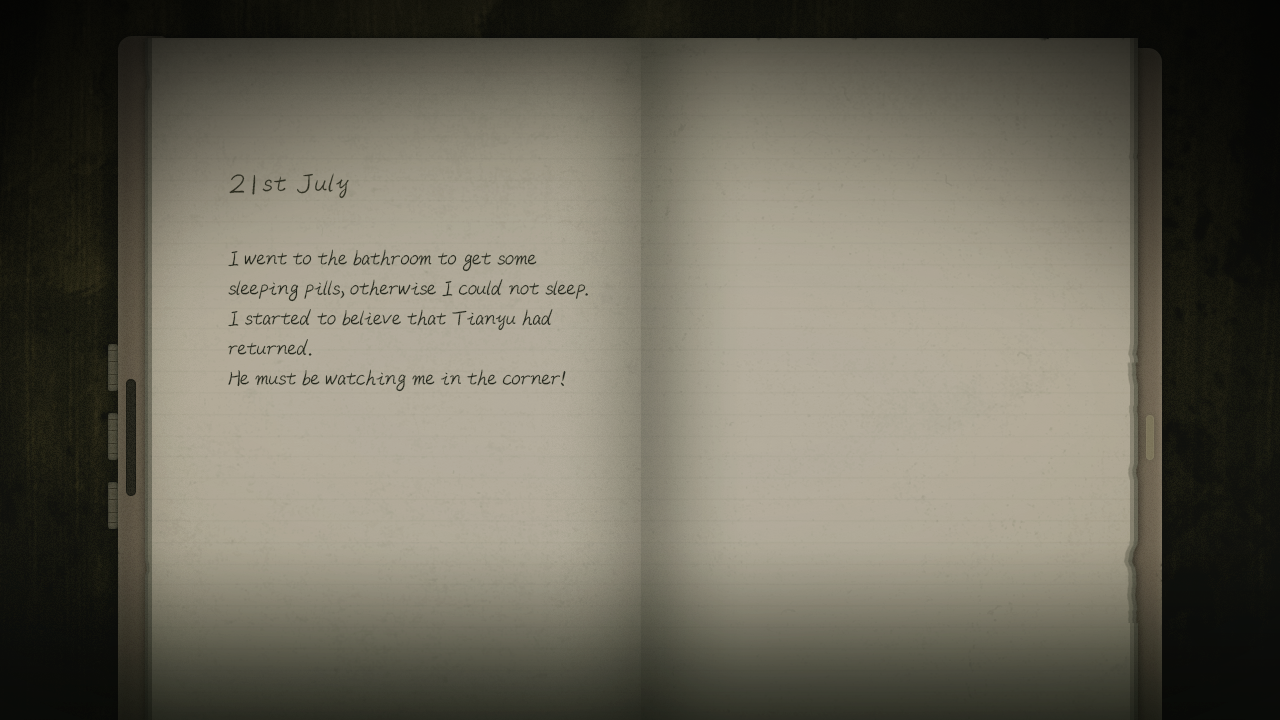 21st July
I went to the bathroom to get some
sleeping pills, otherwise I could not sleep.
I started to believe that Tianyu had
returned.
He must be watching me in the corner!